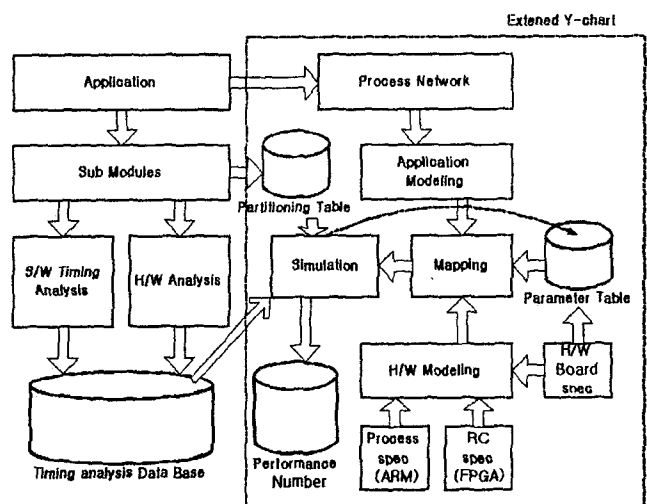 Extened Y-chart
Application
Process Network
Sub Modules
Partitioning Table
Application
Modeling
S/W Timing
Analysis
H/W Analysis
Simulation
Mapping
Parameter Table
H/W Modeling
H/W
Board
spec
Timing analysis Data Base
Performance
Number
Process
spec
(ARM)
RC
spec
(FPGA)